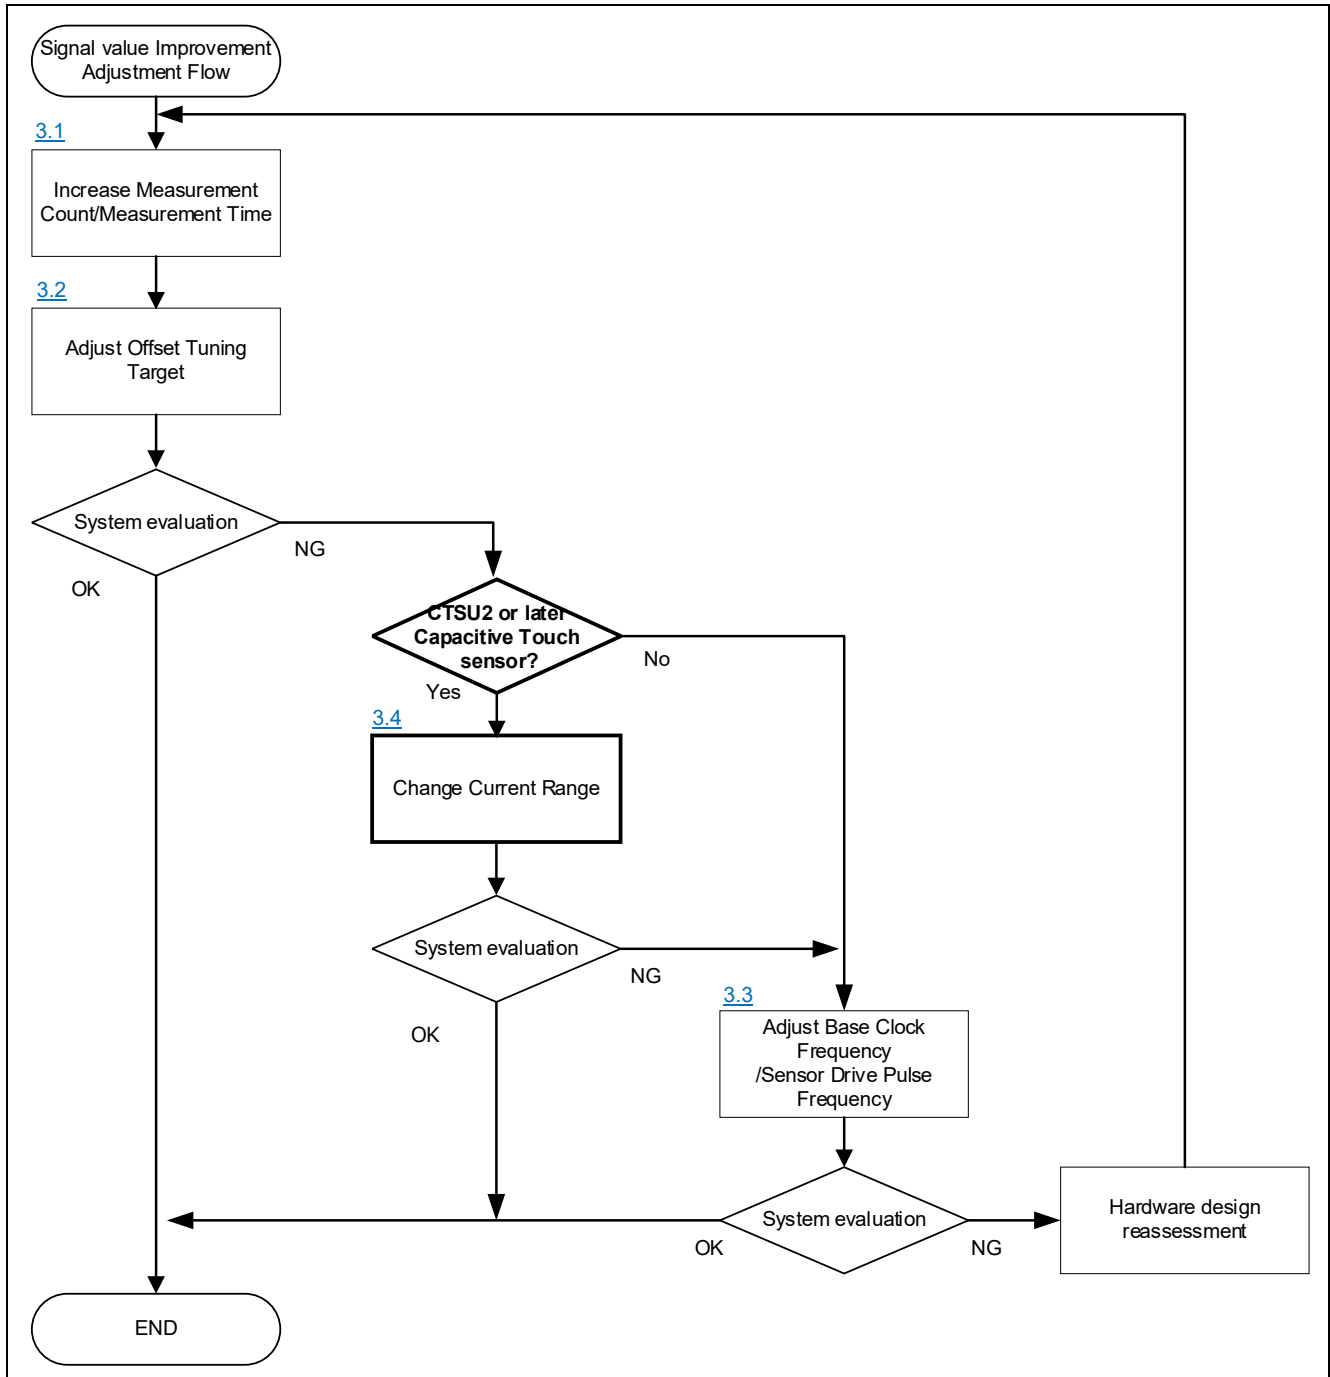 Signal value Improvement
Adjustment Flow
3.1
Increase Measurement
Count/Measurement Time
3.2
Adjust Offset Tuning
Target
System evaluation
NG
OK
CTSU2 or later
Capacitive Touch
sensor?
No
Yes
3.4
Change Current Range
System evaluation
NG
OK
3.3
Adjust Base Clock
Frequency
/Sensor Drive Pulse
Frequency
System evaluation
OK
NG
Hardware design
reassessment
END